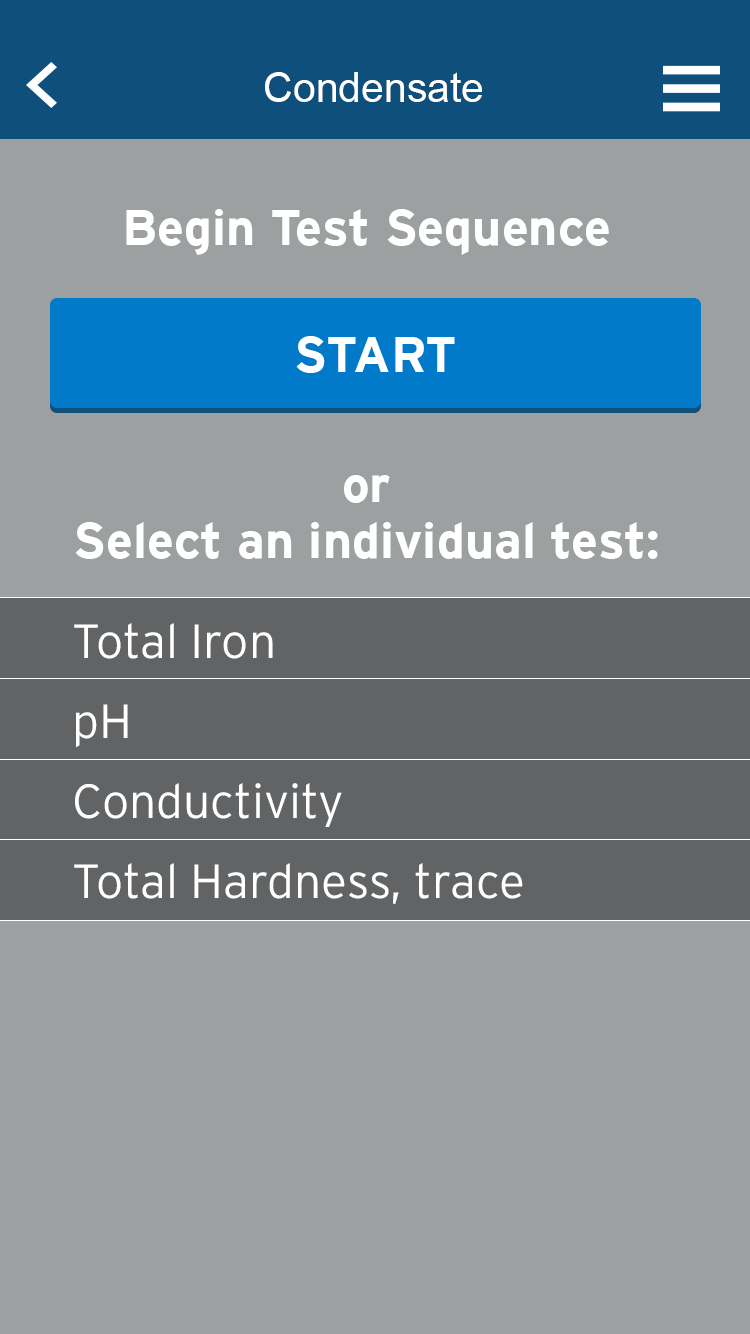 Condensate
Begin Test Sequence
START
or
Select an individual test:
Total Iron
pH
Conductivity
Total Hardness, trace